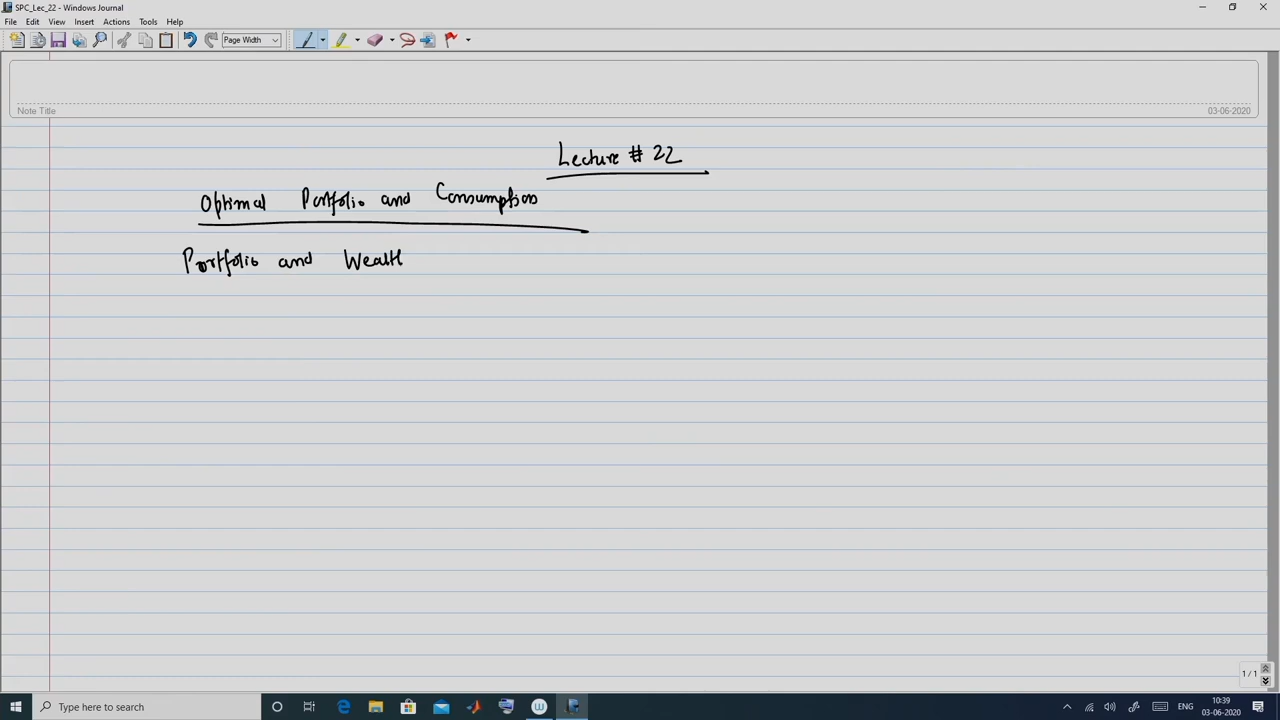 SPC_Lec_22 - Windows Journal
File Edit View Insert Actions Tools Help
Page Width
Note Title
03-06-2020
Lecture # 22
Optimal Portfolio and Consumption
Portfolio and Wealth
1/1
Type here to search
ENG
10:39
03-06-2020